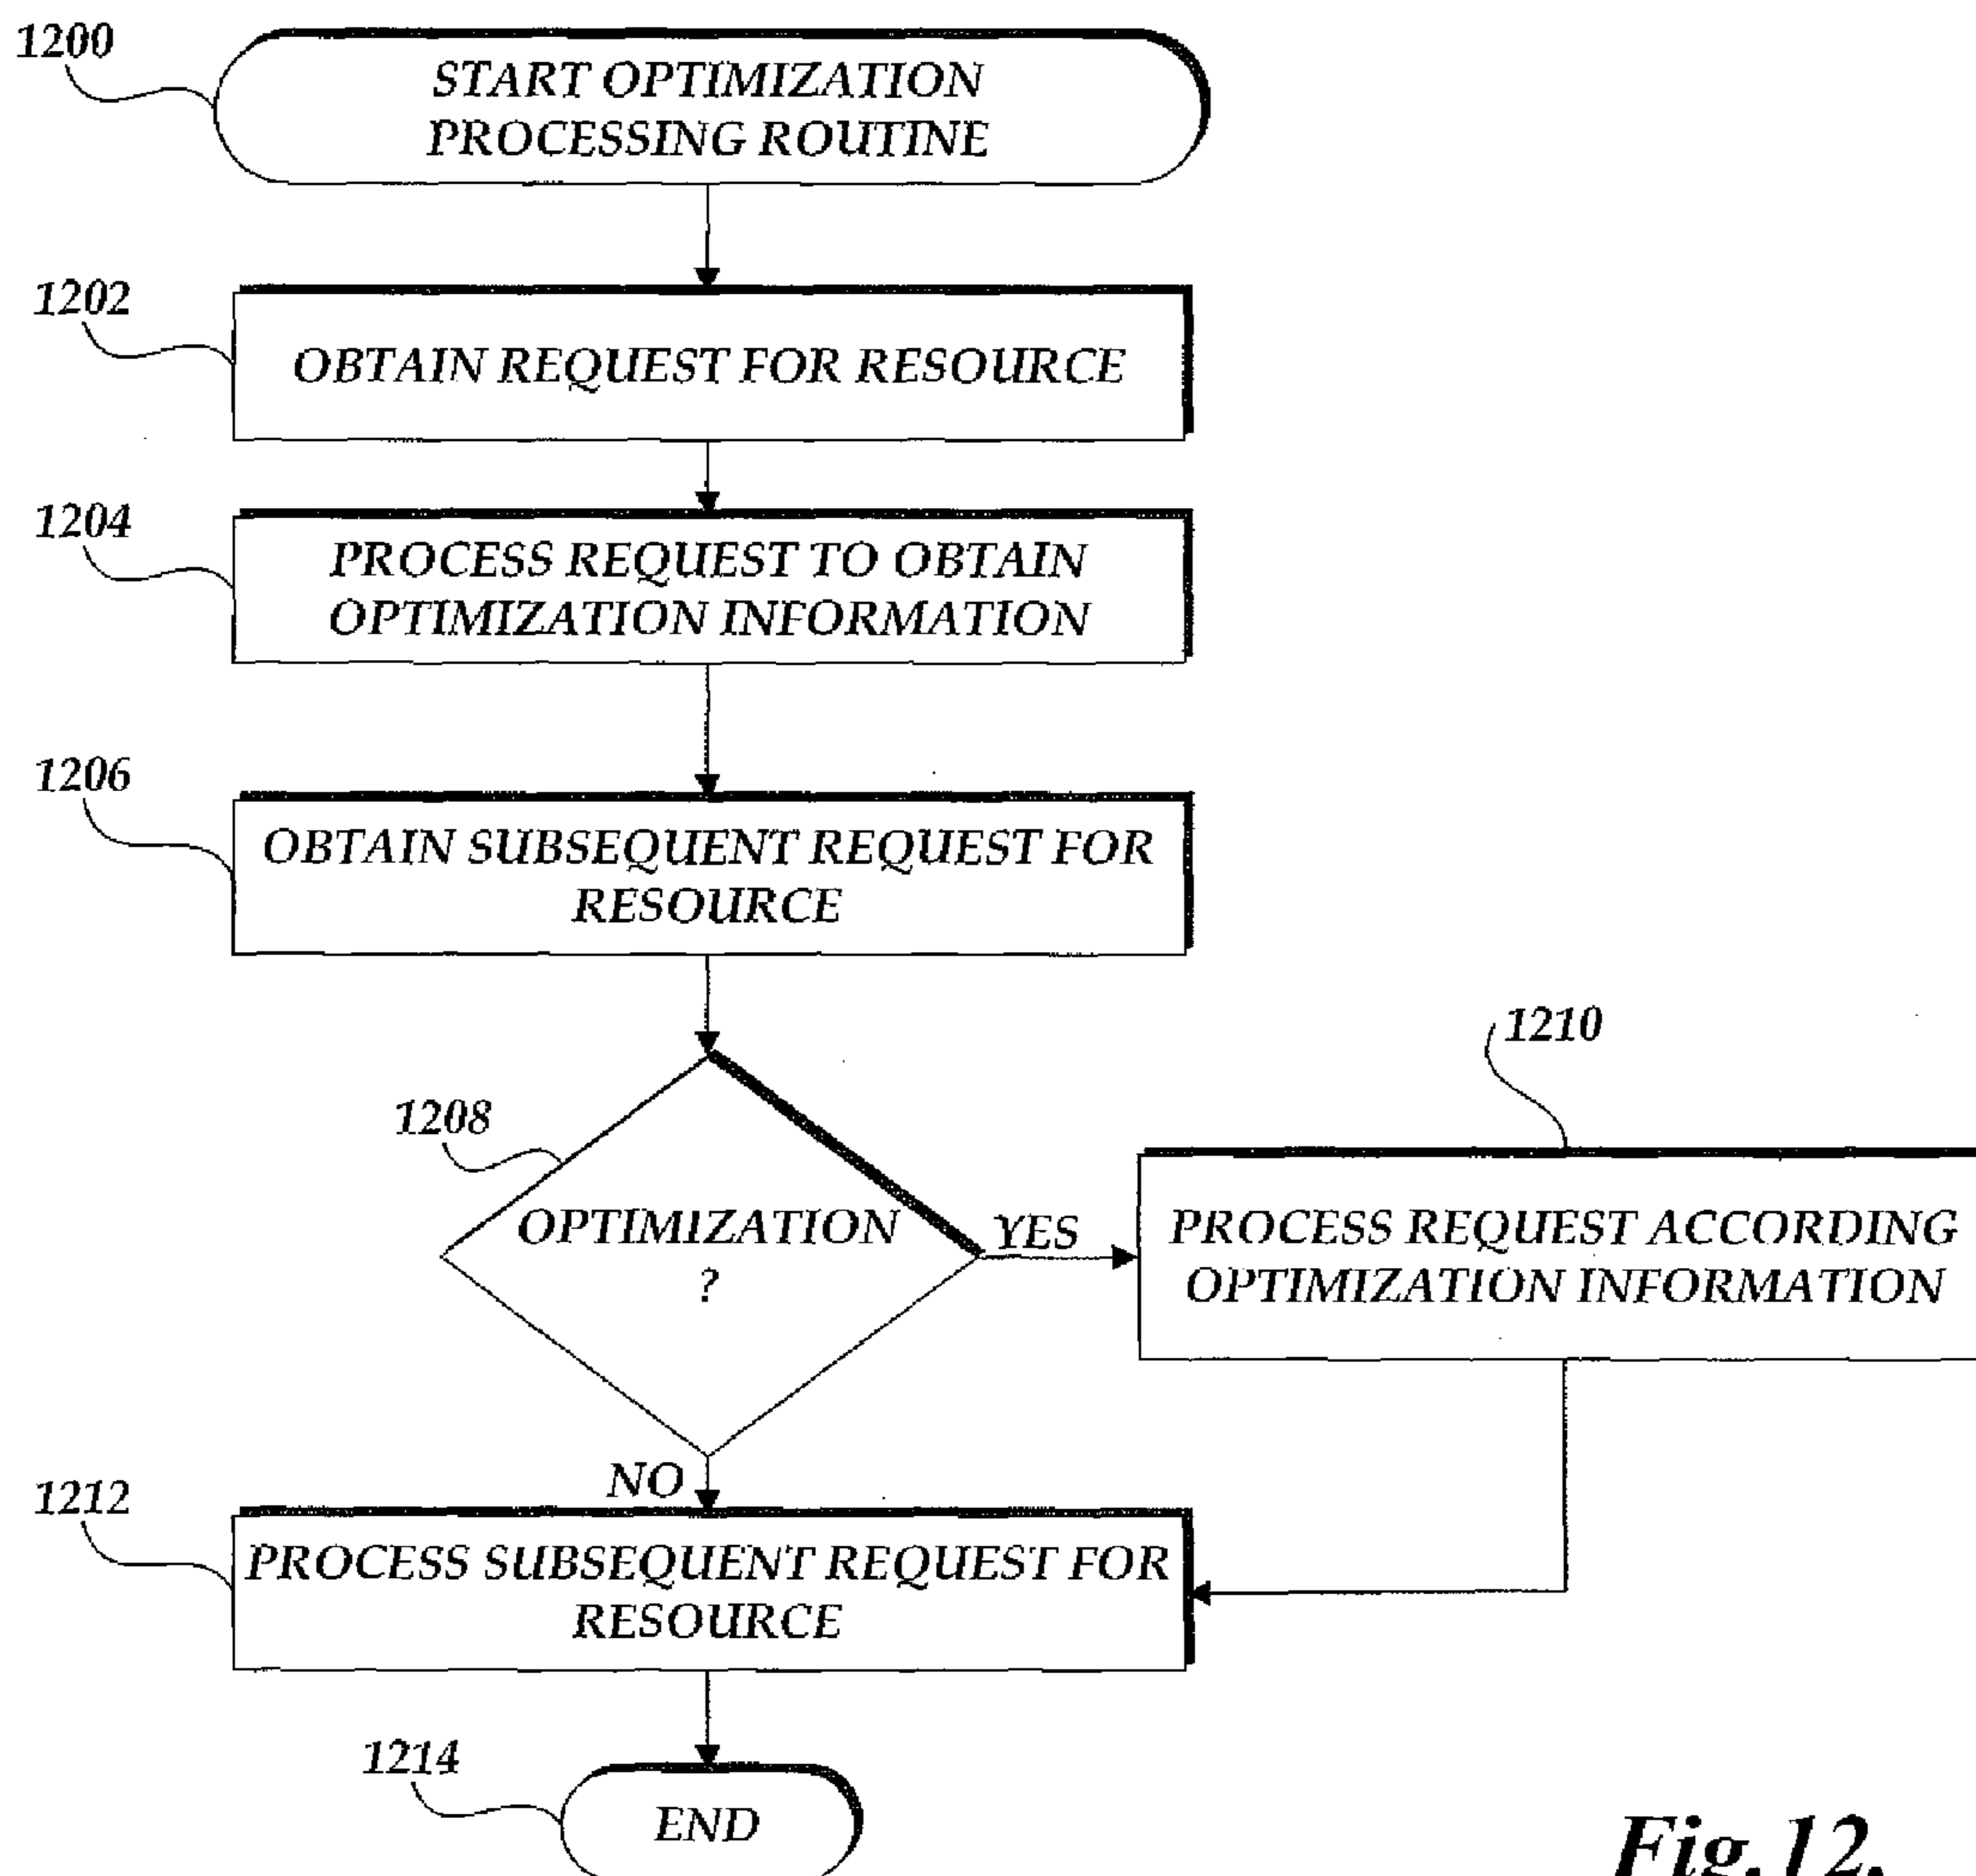 1200
START OPTIMIZATION
PROCESSING ROUTINE
1202
OBTAIN REQUEST FOR RESOURCE
1204
PROCESS REQUEST TO OBTAIN
OPTIMIZATION INFORMATION
1206
OBTAIN SUBSEQUENT REQUEST FOR
RESOURCE
1208
OPTIMIZATION
?
YES
1210
PROCESS REQUEST ACCORDING
OPTIMIZATION INFORMATION
NO
1212
PROCESS SUBSEQUENT REQUEST FOR
RESOURCE
1214
END
Fig.12.